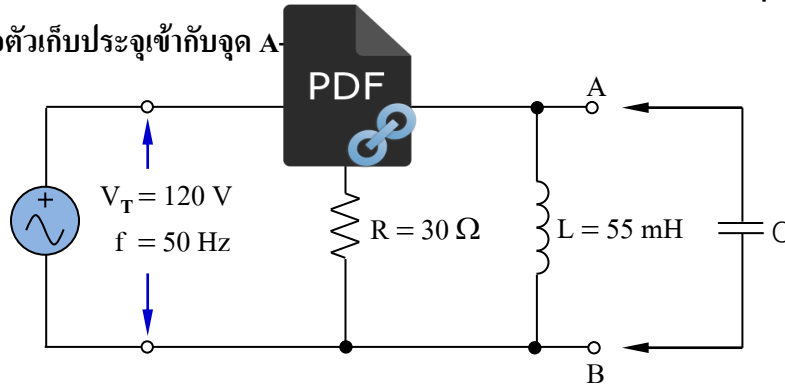 ตัวเก็บประจุเข้ากับจุด A-
PDF
A
+
V_T = 120 V
f = 50 Hz
R = 30 Ω
L = 55 mH
B